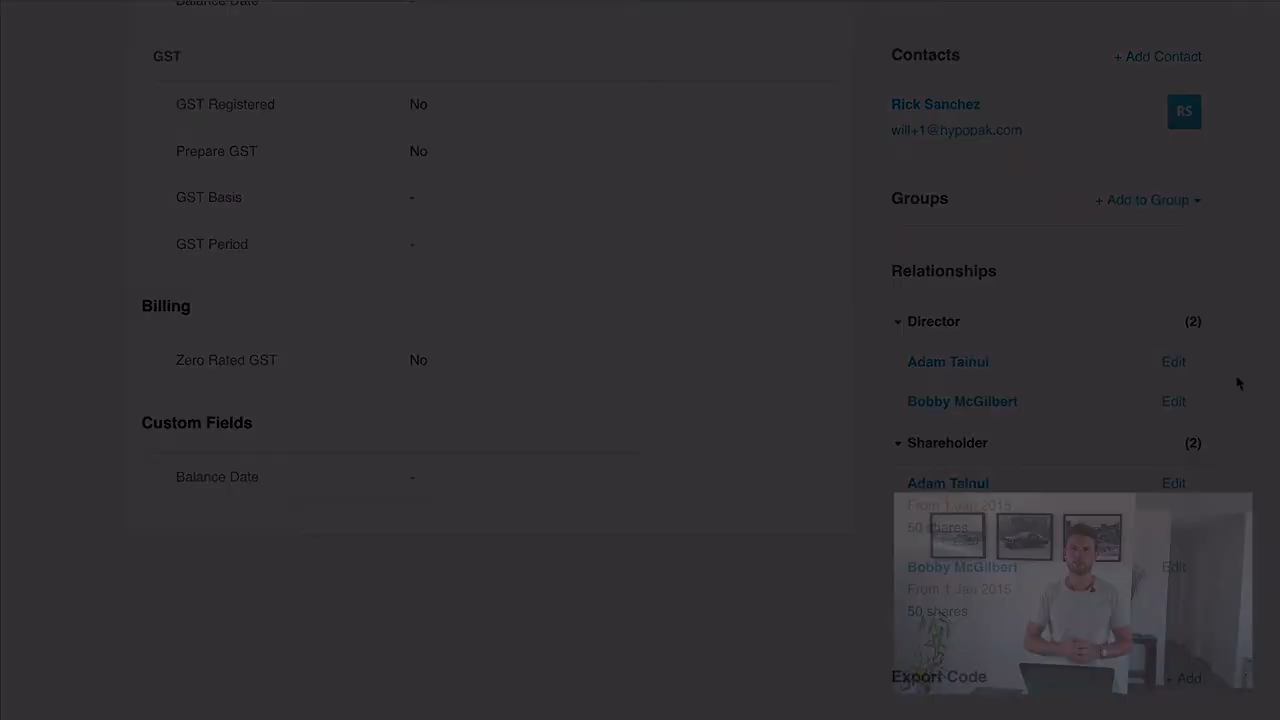 Balance Date -
GST
GST Registered No
Prepare GST No
GST Basis -
GST Period -
Billing
Zero Rated GST No
Custom Fields
Balance Date -
Contacts + Add Contact
Rick Sanchez RS
will+1@hypopak.com
Groups + Add to Group
Relationships
Director (2)
Adam Tainui Edit
Bobby McGilbert Edit
Shareholder (2)
Adam Tainui Edit
From 1 Jan 2015
50 shares
Bobby McGilbert Edit
From 1 Jan 2015
50 shares
Export Code + Add